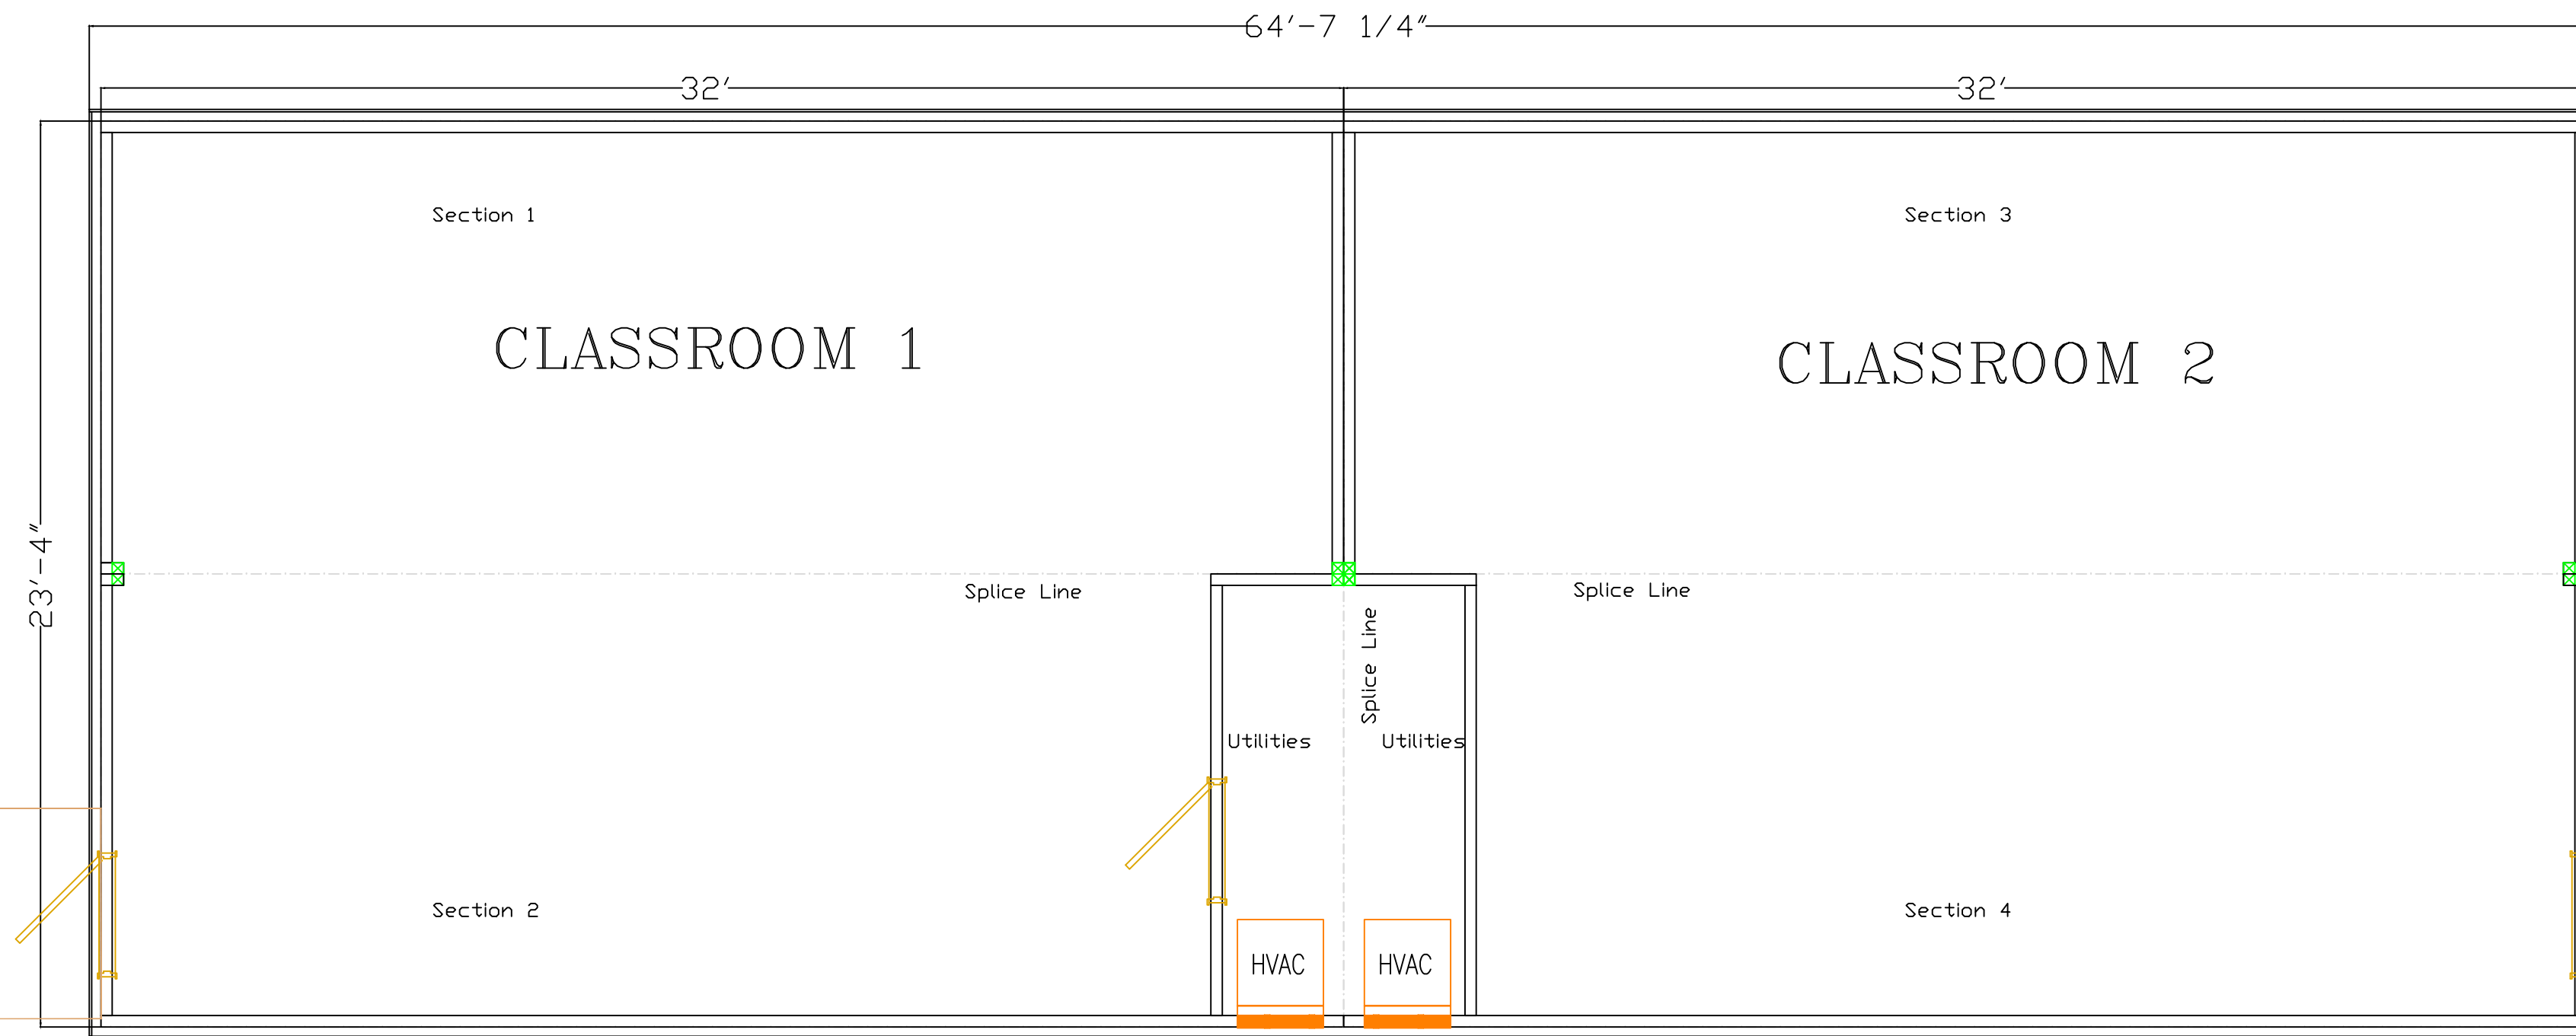 64'-7 1/4"
32' 32'
Section 1 Section 3
CLASSROOM 1 CLASSROOM 2
23'-4"
Splice Line Splice Line
Splice Line
Utilities Utilities
Section 2 Section 4
HVAC HVAC